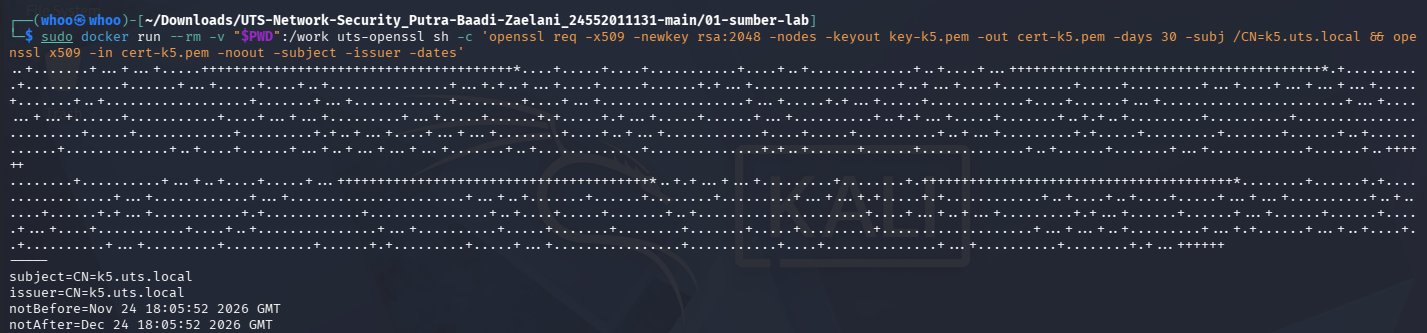 ┌──(whoo㉿whoo)-[~/Downloads/UTS-Network-Security_Putra-Baadi-Zaelani_24552011131-main/01-sumber-lab]
└─$ sudo docker run --rm -v "$PWD":/work uts-openssl sh -c 'openssl req -x509 -newkey rsa:2048 -nodes -keyout key-k5.pem -out cert-k5.pem -days 30 -subj /CN=k5.uts.local && ope
nssl x509 -in cert-k5.pem -noout -subject -issuer -dates'
-----
subject=CN=k5.uts.local
issuer=CN=k5.uts.local
notBefore=Nov 24 18:05:52 2026 GMT
notAfter=Dec 24 18:05:52 2026 GMT
KALI